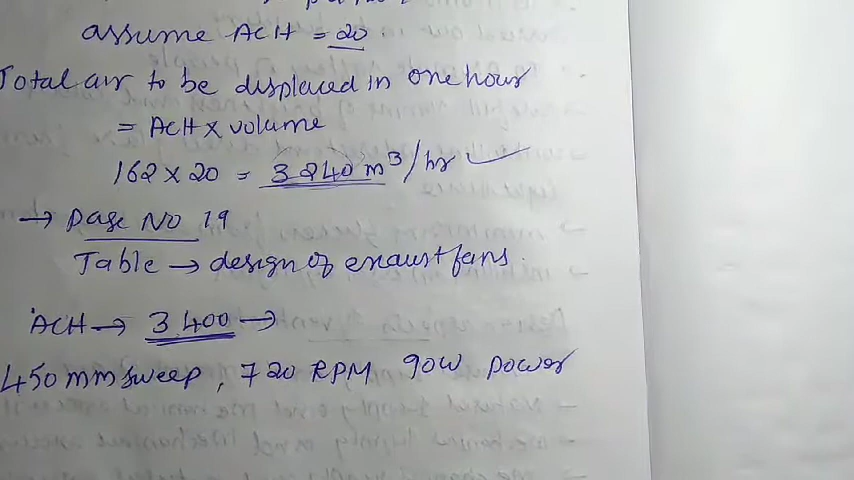 assume ACH = 20
Total air to be displaced in one hour
= ACH x volume
162 x 20 = 3240 m³/hr ✓
→ Page No 19
Table → design of exhaust fans.
ACH → 3400 →
450 mm sweep, 720 RPM 90W power